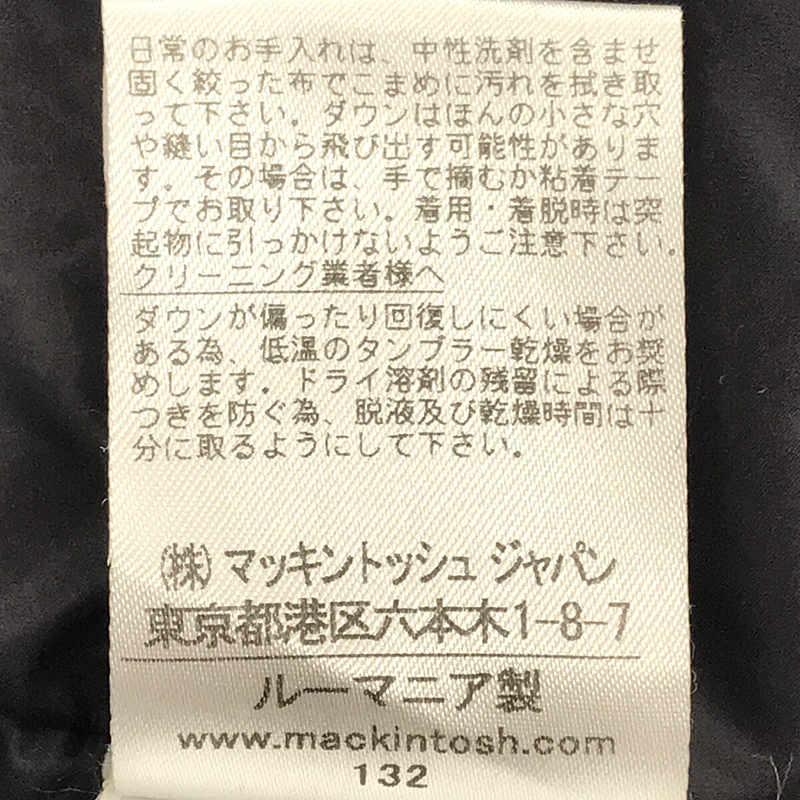 日常のお手入れは、中性洗剤を含ませ
固く絞った布でこまめに汚れを拭き取
って下さい。ダウンはほんの小さな穴
や縫い目から飛び出す可能性がありま
す。その場合は、手で摘むか粘着テー
プでお取り下さい。着用・着脱時は突
起物に引っかけないようご注意下さい。
クリーニング業者様へ
ダウンが偏ったり回復しにくい場合が
ある為、低温のタンブラー乾燥をお奨
めします。ドライ溶剤の残留による際
つきを防ぐ為、脱液及び乾燥時間は十
分に取るようにして下さい。
㈱マッキントッシュ ジャパン
東京都港区六本木1-8-7
ルーマニア製
www.mackintosh.com
132